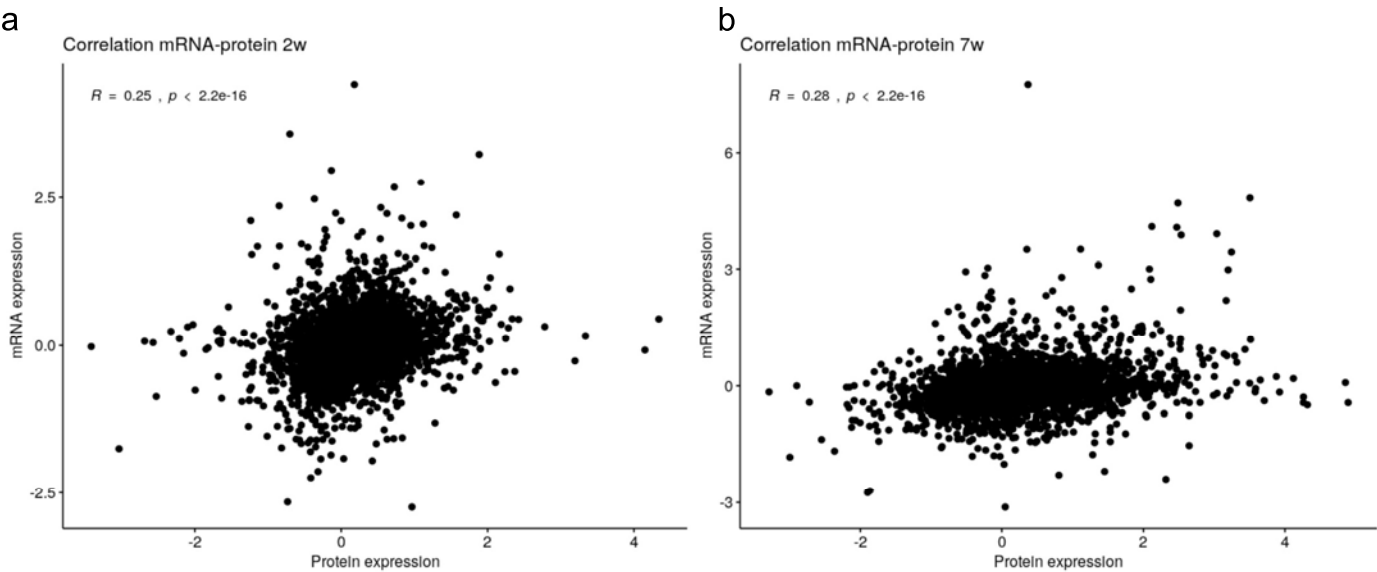 a
Correlation mRNA-protein 2w
R = 0.25 , p < 2.2e-16
mRNA expression
2.5
0.0
-2.5
-2
0
2
4
Protein expression
b
Correlation mRNA-protein 7w
R = 0.28 , p < 2.2e-16
mRNA expression
6
3
0
-3
-2
0
2
4
Protein expression